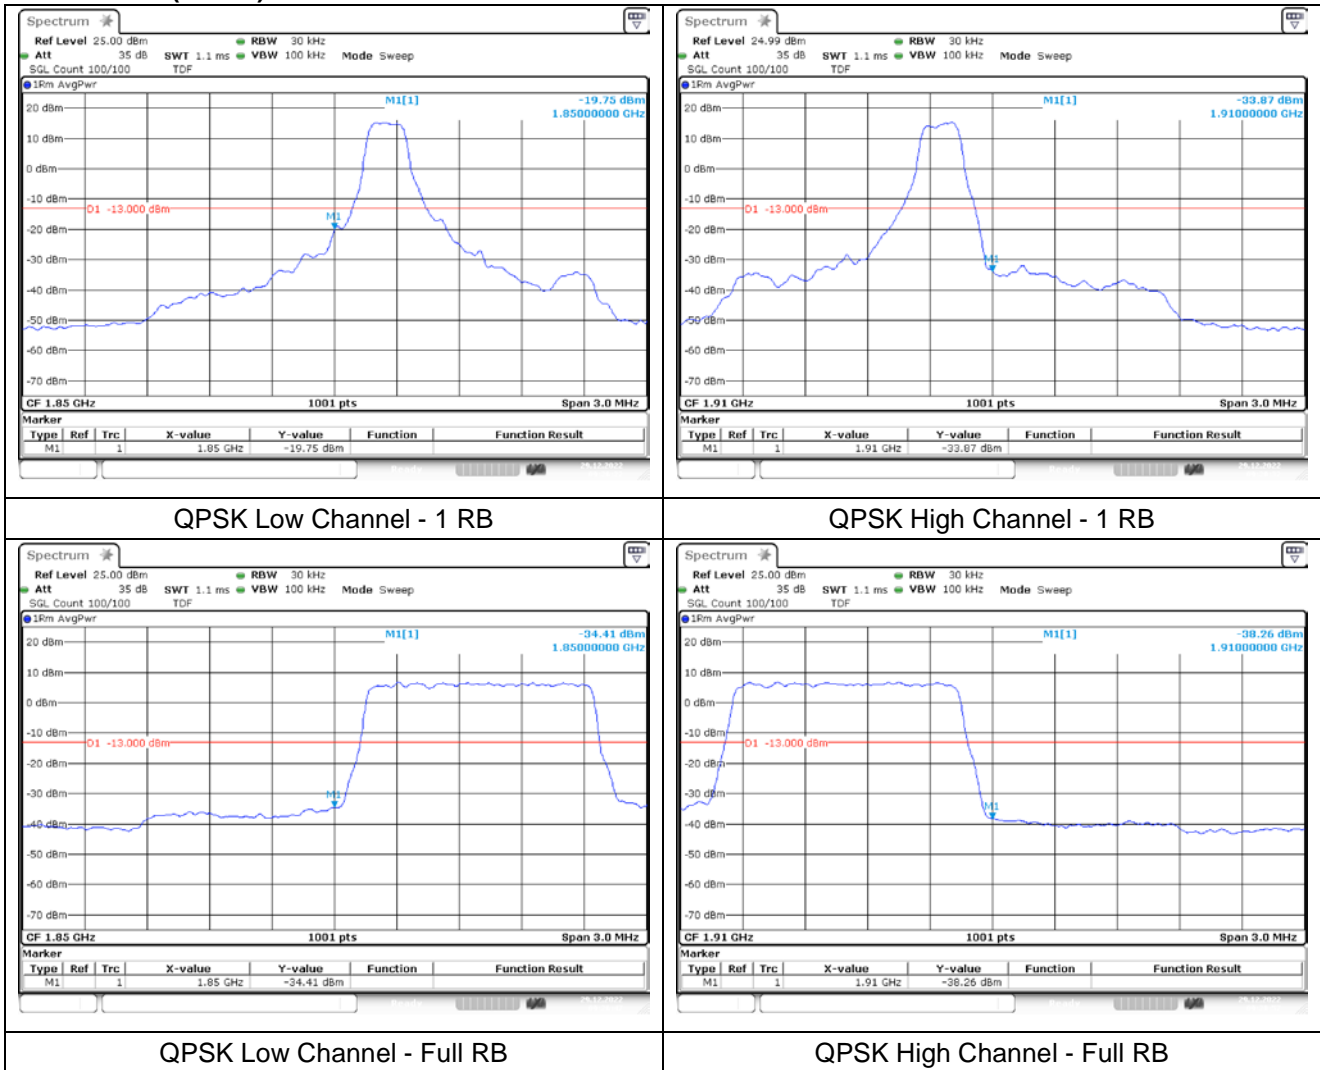 Spectrum
Ref Level 25.00 dBm RBW 30 kHz
Att 35 dB SWT 1.1 ms VBW 100 kHz Mode Sweep
SGL Count 100/100 TDF
1Rm AvgPwr
M1[1] -19.75 dBm
1.85000000 GHz
20 dBm
10 dBm
0 dBm
-10 dBm
D1 -13.000 dBm
M1
-20 dBm
-30 dBm
-40 dBm
-50 dBm
-60 dBm
-70 dBm
CF 1.85 GHz 1001 pts Span 3.0 MHz
Marker
Type Ref Trc X-value Y-value Function Function Result
M1 1 1.85 GHz -19.75 dBm
QPSK Low Channel - 1 RB
Spectrum
Ref Level 24.99 dBm RBW 30 kHz
Att 35 dB SWT 1.1 ms VBW 100 kHz Mode Sweep
SGL Count 100/100 TDF
1Rm AvgPwr
M1[1] -33.87 dBm
1.91000000 GHz
20 dBm
10 dBm
0 dBm
-10 dBm
D1 -13.000 dBm
-20 dBm
-30 dBm
M1
-40 dBm
-50 dBm
-60 dBm
-70 dBm
CF 1.91 GHz 1001 pts Span 3.0 MHz
Marker
Type Ref Trc X-value Y-value Function Function Result
M1 1 1.91 GHz -33.87 dBm
QPSK High Channel - 1 RB
Spectrum
Ref Level 25.00 dBm RBW 30 kHz
Att 35 dB SWT 1.1 ms VBW 100 kHz Mode Sweep
SGL Count 100/100 TDF
1Rm AvgPwr
M1[1] -34.41 dBm
1.85000000 GHz
20 dBm
10 dBm
0 dBm
-10 dBm
D1 -13.000 dBm
-20 dBm
-30 dBm
M1
-40 dBm
-50 dBm
-60 dBm
-70 dBm
CF 1.85 GHz 1001 pts Span 3.0 MHz
Marker
Type Ref Trc X-value Y-value Function Function Result
M1 1 1.85 GHz -34.41 dBm
QPSK Low Channel - Full RB
Spectrum
Ref Level 25.00 dBm RBW 30 kHz
Att 35 dB SWT 1.1 ms VBW 100 kHz Mode Sweep
SGL Count 100/100 TDF
1Rm AvgPwr
M1[1] -38.26 dBm
1.91000000 GHz
20 dBm
10 dBm
0 dBm
-10 dBm
D1 -13.000 dBm
-20 dBm
-30 dBm
M1
-40 dBm
-50 dBm
-60 dBm
-70 dBm
CF 1.91 GHz 1001 pts Span 3.0 MHz
Marker
Type Ref Trc X-value Y-value Function Function Result
M1 1 1.91 GHz -38.26 dBm
QPSK High Channel - Full RB